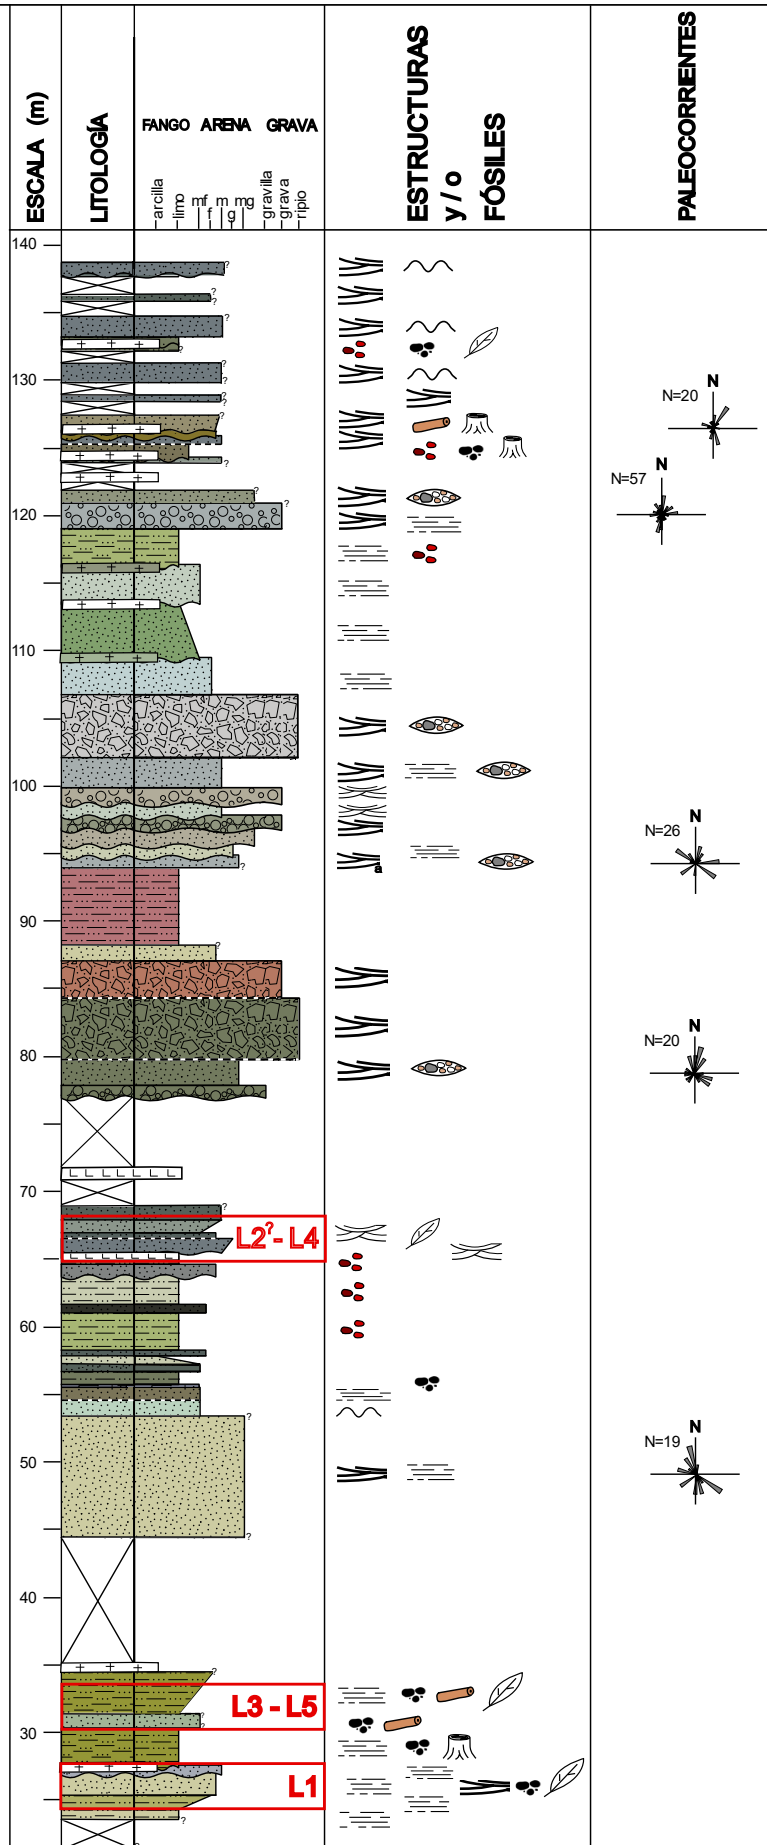 ESCALA (m)
LITOLOGÍA
FANGO ARENA GRAVA
arcilla
limo
mf
f
m
g
mg
gravilla
grava
ripio
ESTRUCTURAS
y/o
FÓSILES
PALEOCORRIENTES
140
?
?
?
?
?
130
?
?
N=20
N
?
?
N=57
N
?
?
120
110
100
N
N=26
?
a
90
?
N
N=20
80
70
?
L2?- L4
60
?
N
N=19
50
?
40
?
L3 - L5
?
?
30
L1
?